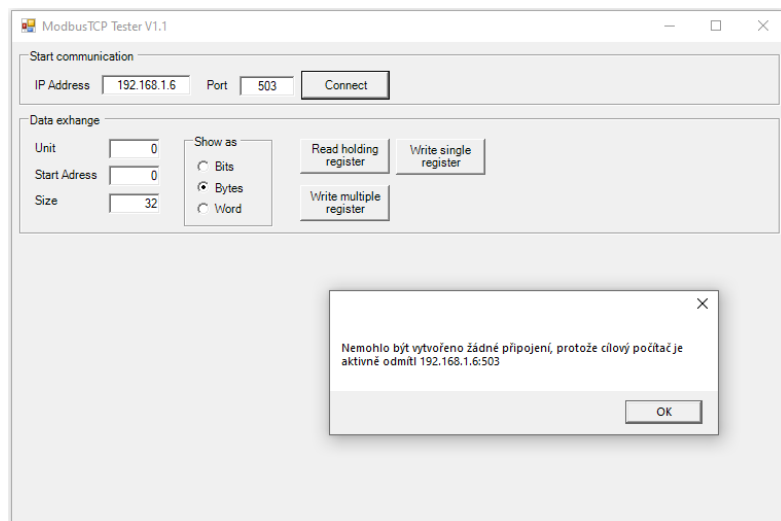 ModbusTCP Tester V1.1
Start communication
IP Address 192.168.1.6 Port 503 Connect
Data exhange
Unit 0
Start Adress 0
Size 32
Show as
Bits
Bytes
Word
Read holding
register
Write single
register
Write multiple
register
Nemohlo být vytvořeno žádné připojení, protože cílový počítač je
aktivně odmítl 192.168.1.6:503
OK